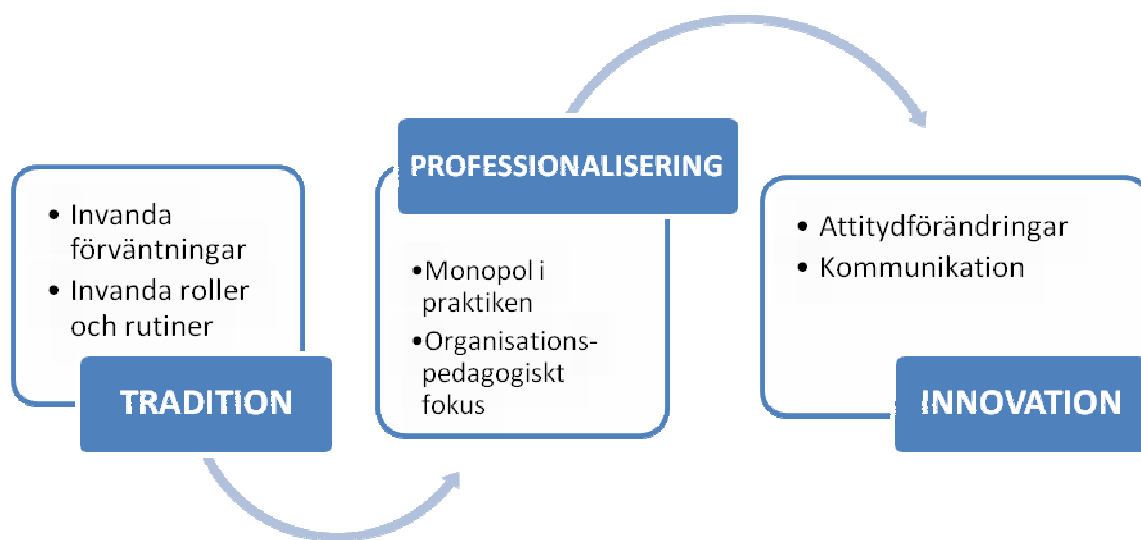 • Invanda
förväntningar
• Invanda roller
och rutiner
TRADITION
PROFESSIONALISERING
•Monopol i
praktiken
•Organisations-
pedagogiskt
fokus
• Attitydförändringar
• Kommunikation
INNOVATION